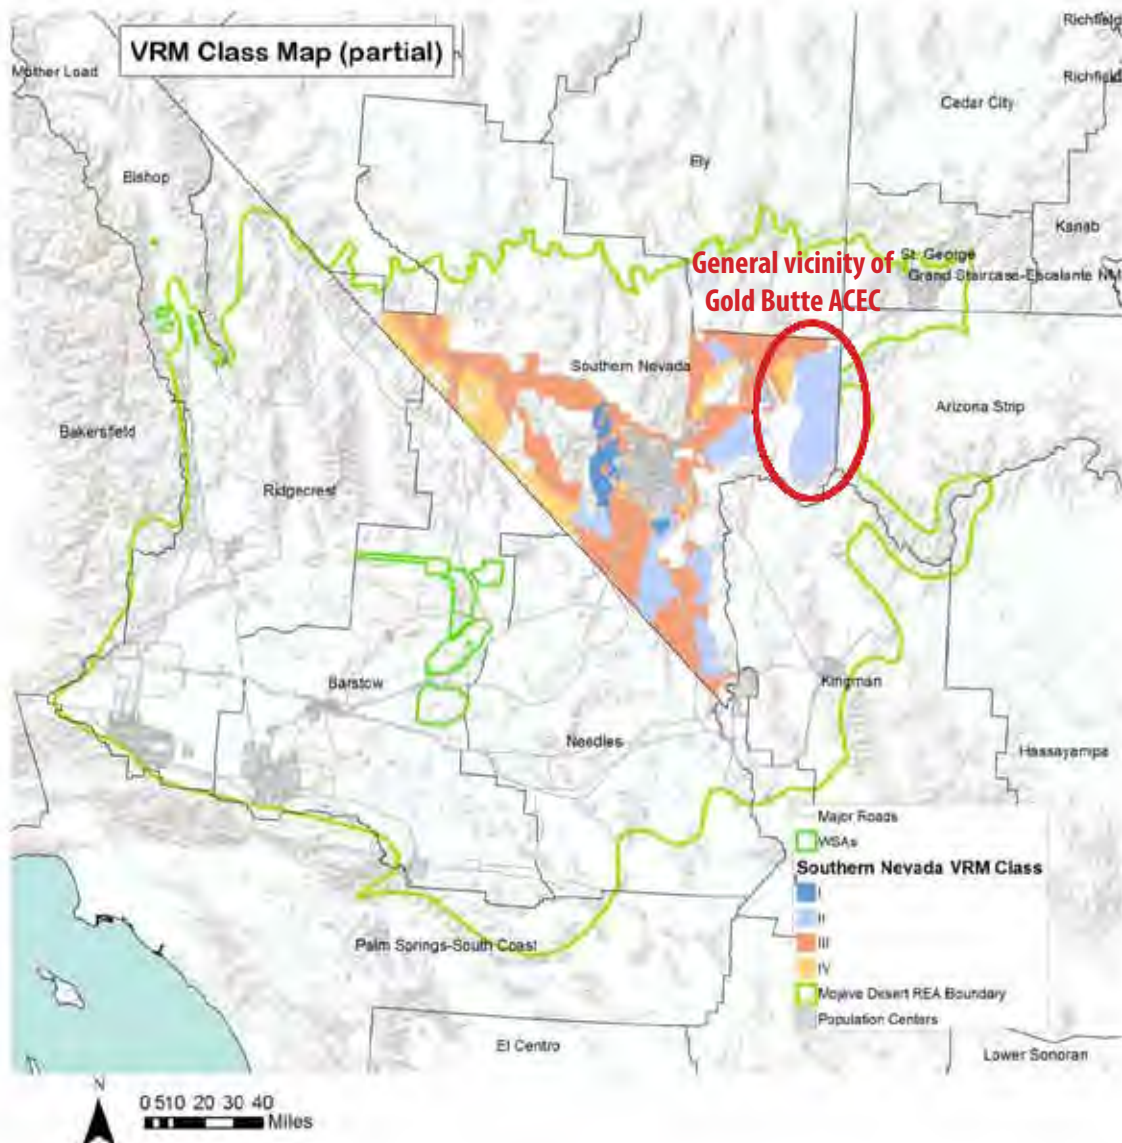 VRM Class Map (partial)
Richfield
Mother Load
Richfield
Cedar City
Bishop
Ely
Kanab
General vicinity of
Gold Butte ACEC
St. George
Grand Staircase-Escalante NM
Southern Nevada
Arizona Strip
Bakersfield
Ridgecrest
Barstow
Kingman
Needles
Hassayampa
Major Roads
WSAs
Southern Nevada VRM Class
I
II
III
IV
Mojave Desert REA Boundary
Population Centers
Palm Springs-South Coast
El Centro
Lower Sonoran
N
0 5 10 20 30 40
Miles